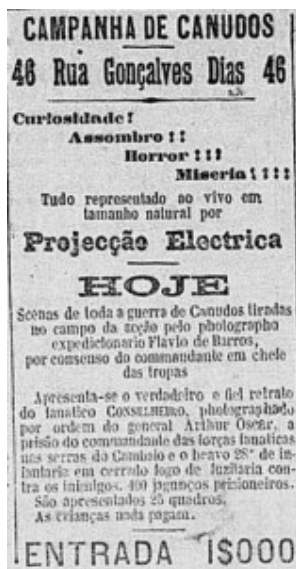 CAMPANHA DE CANUDOS
46 Rua Gonçalves Dias 46
Curiosidade!
Assombro!!
Horror!!!
Miseria!!!!
Tudo representado ao vivo em
tamanho natural por
Projecção Electrica
HOJE
Scenas de toda a guerra de Canudos tiradas
no campo da acção pelo photographo
expedicionario Flavio de Barros,
por consenso do commandante em chefe
das tropas
Apresenta-se o verdadeiro e fiel retrato
do fanatico CONSELHEIRO, photographado
por ordem do general Arthur Oscar, a
prisão do commandante das forças fanaticas
nas serras do Cambaio e o bravo 28º de in-
fantaria em cerrado fogo de fuzilaria con-
tra os inimigos. 400 jagunços prisioneiros.
São apresentados 25 quadros.
As crianças nada pagam.
ENTRADA 1$000